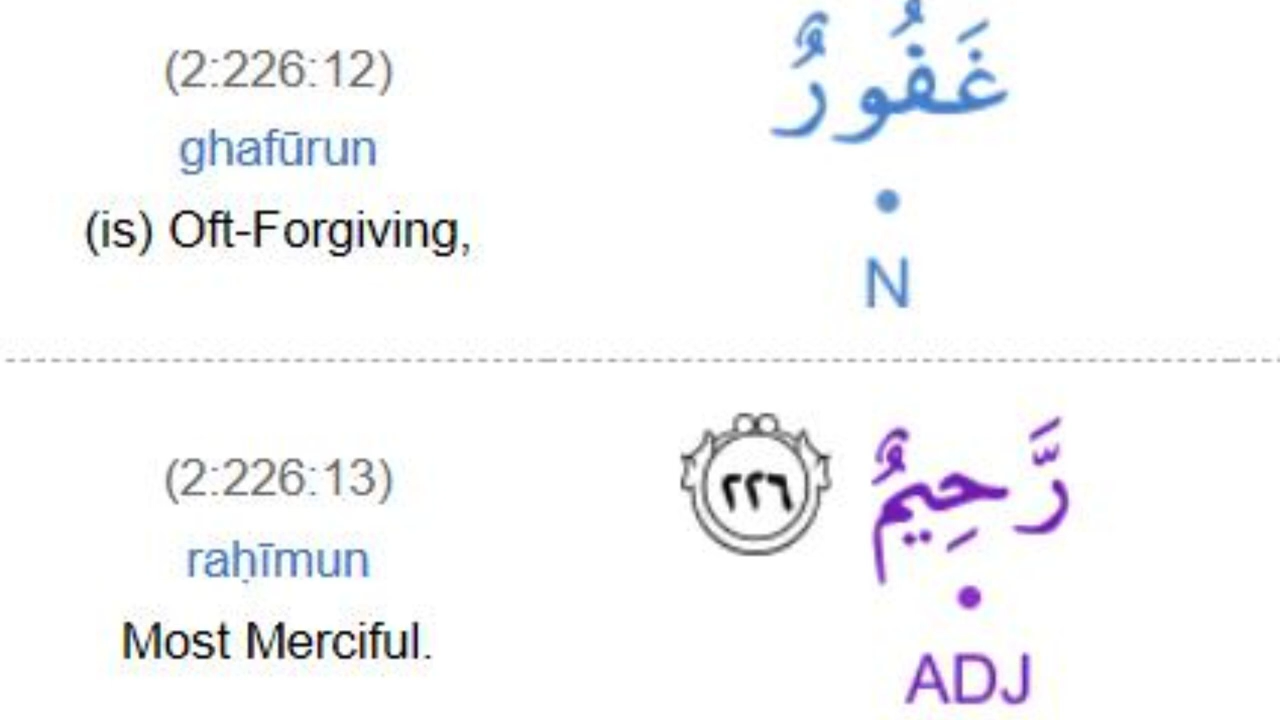 (2:226:12)
ghafūrun
(is) Oft-Forgiving,
غَفُورٌ
N
(2:226:13)
raḥīmun
Most Merciful.
رَّحِيمٌ ٢٢٦
ADJ